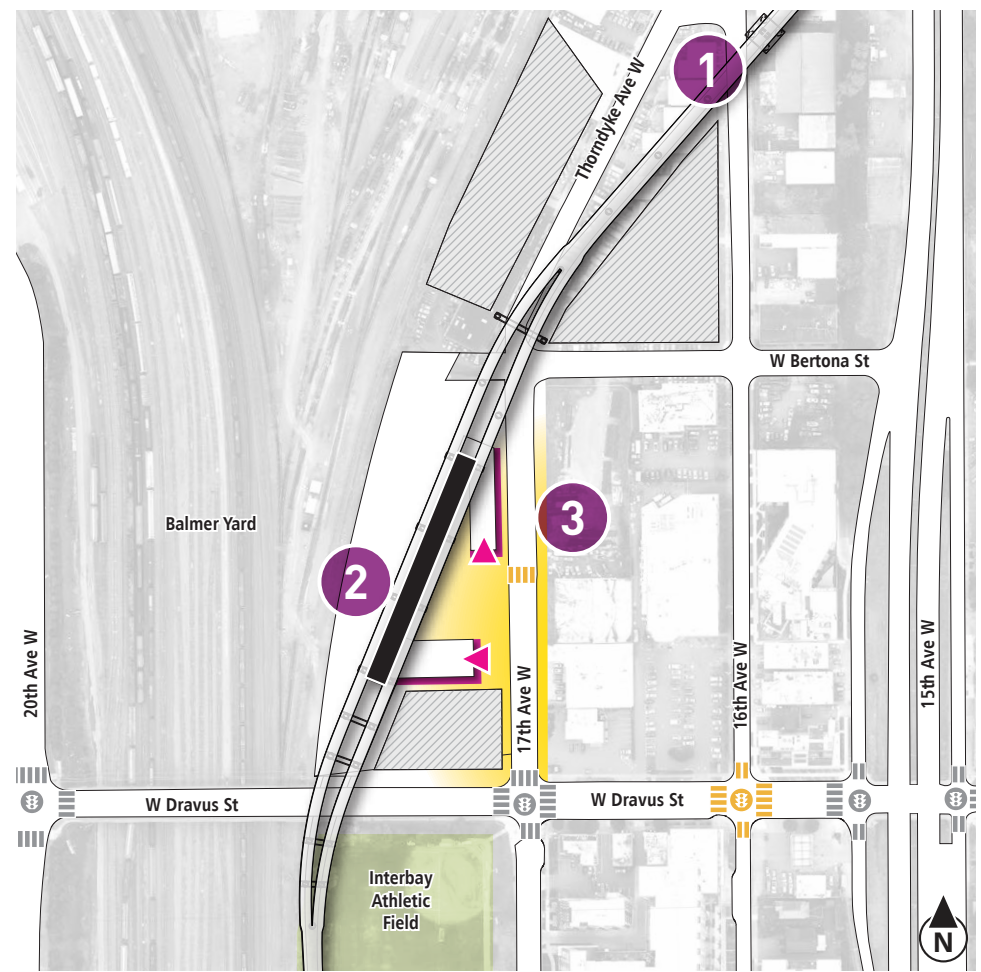 1
Thorndyke Ave W
W Bertona St
3
Balmer Yard
2
20th Ave W
17th Ave W
16th Ave W
15th Ave W
W Dravus St
W Dravus St
Interbay
Athletic
Field
N